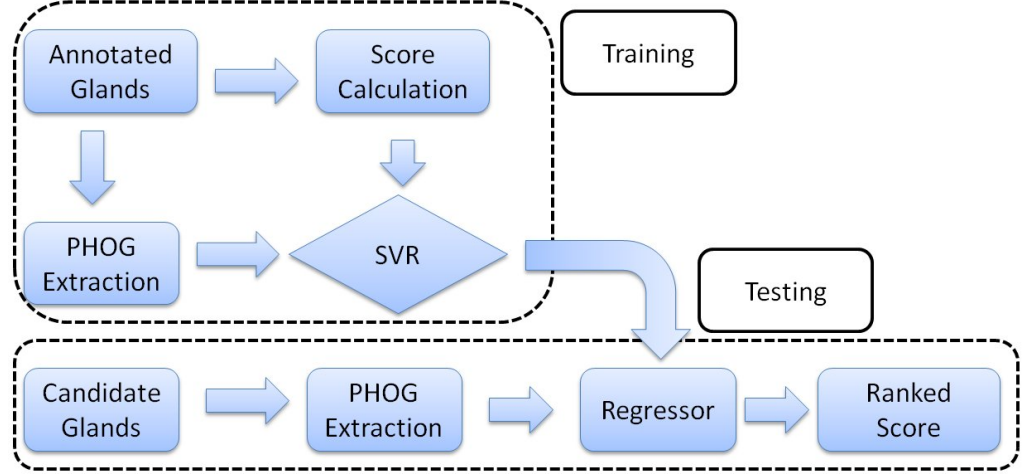 Annotated
Glands
Score
Calculation
Training
PHOG
Extraction
SVR
Testing
Candidate
Glands
PHOG
Extraction
Regressor
Ranked
Score